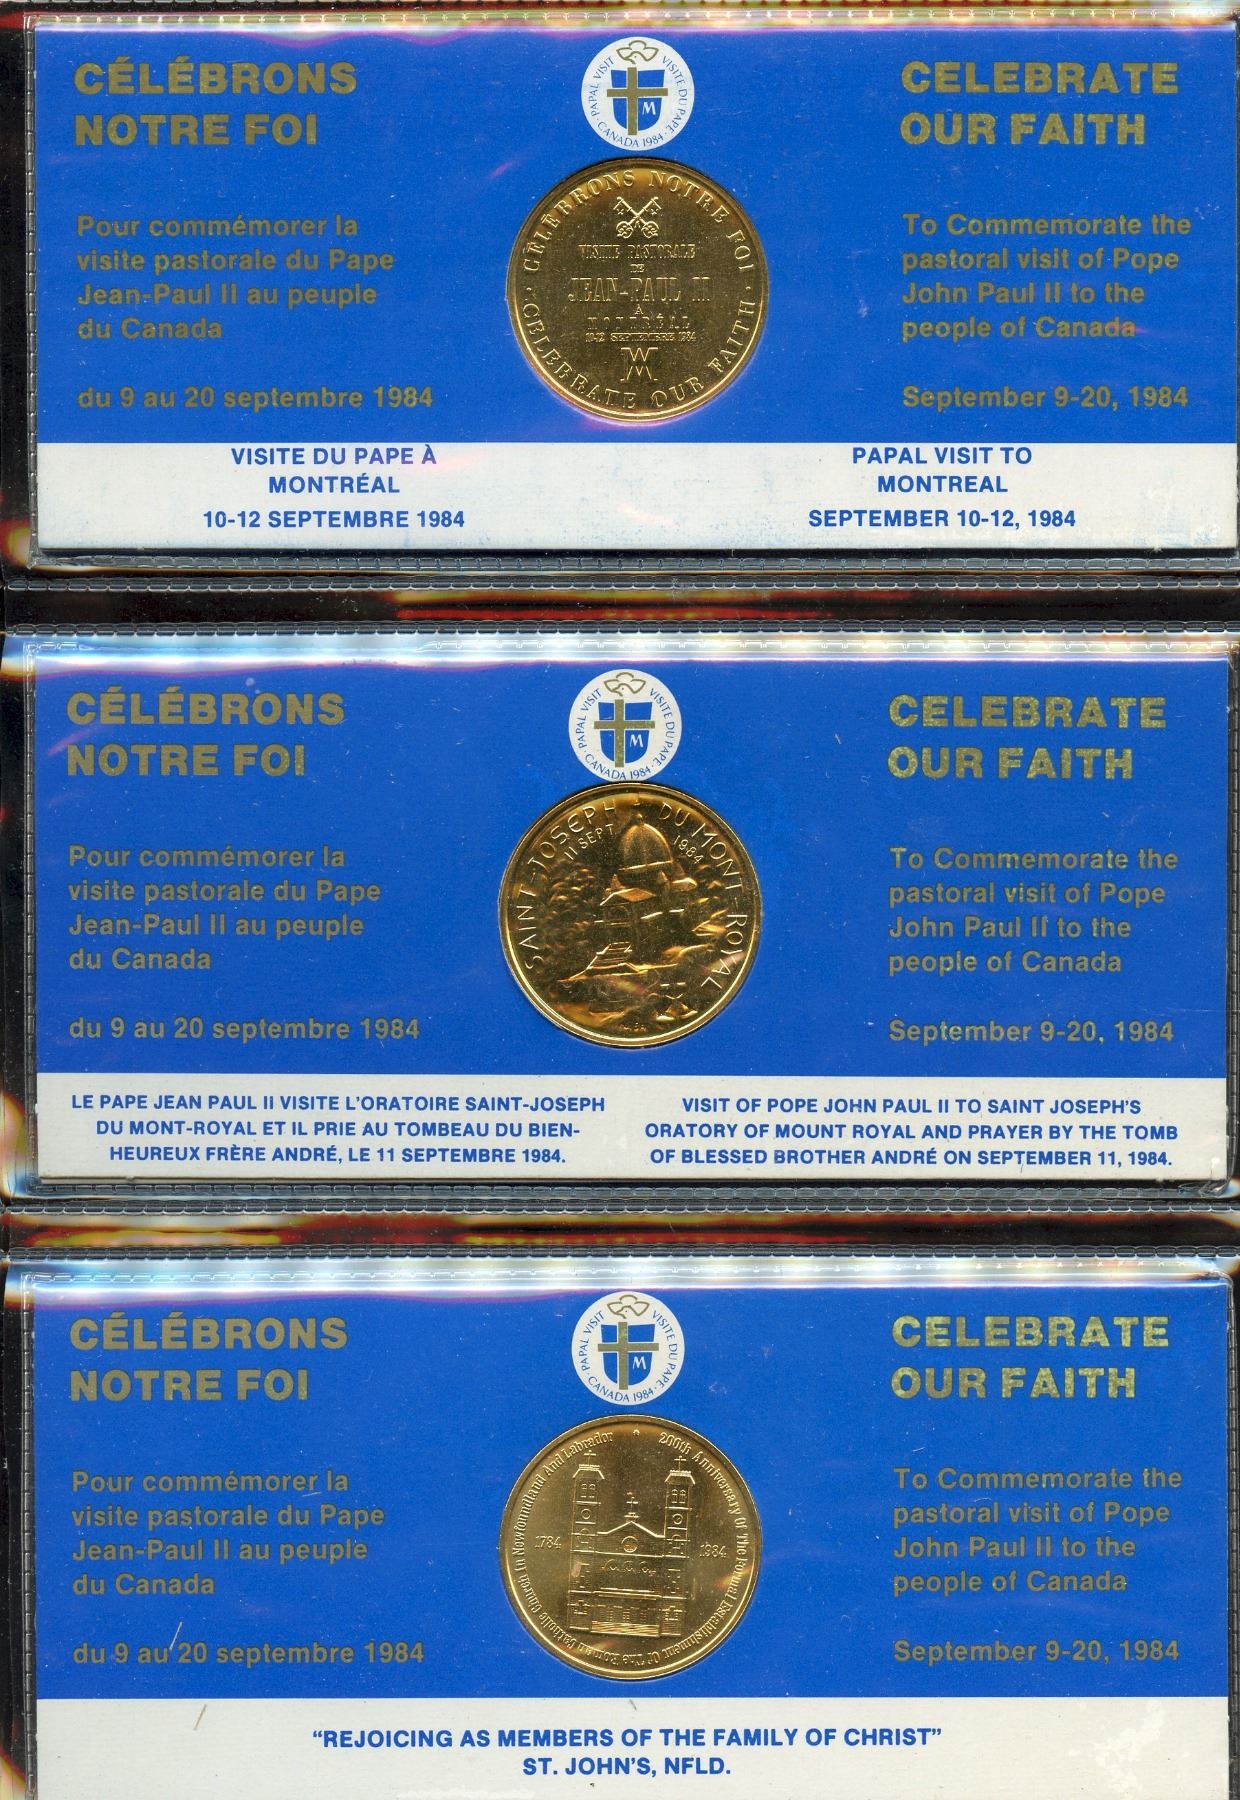 CÉLÉBRONS
NOTRE FOI
Pour commémorer la
visite pastorale du Pape
Jean-Paul II au peuple
du Canada
du 9 au 20 septembre 1984
PAPAL VISIT · CANADA 1984 · VISITE DU PAPE
M
CÉLÉBRONS NOTRE FOI
VISITE PASTORALE
DE
JEAN-PAUL II
À
MONTRÉAL
10-12 SEPTEMBRE 1984
CELEBRATE OUR FAITH
CELEBRATE
OUR FAITH
To Commemorate the
pastoral visit of Pope
John Paul II to the
people of Canada
September 9-20, 1984
VISITE DU PAPE À
MONTRÉAL
10-12 SEPTEMBRE 1984
PAPAL VISIT TO
MONTREAL
SEPTEMBER 10-12, 1984
CÉLÉBRONS
NOTRE FOI
Pour commémorer la
visite pastorale du Pape
Jean-Paul II au peuple
du Canada
du 9 au 20 septembre 1984
PAPAL VISIT · CANADA 1984 · VISITE DU PAPE
M
SAINT-JOSEPH DU MONT-ROYAL
11 SEPT 1984
CELEBRATE
OUR FAITH
To Commemorate the
pastoral visit of Pope
John Paul II to the
people of Canada
September 9-20, 1984
LE PAPE JEAN PAUL II VISITE L'ORATOIRE SAINT-JOSEPH
DU MONT-ROYAL ET IL PRIE AU TOMBEAU DU BIEN-
HEUREUX FRÈRE ANDRÉ, LE 11 SEPTEMBRE 1984.
VISIT OF POPE JOHN PAUL II TO SAINT JOSEPH'S
ORATORY OF MOUNT ROYAL AND PRAYER BY THE TOMB
OF BLESSED BROTHER ANDRÉ ON SEPTEMBER 11, 1984.
CÉLÉBRONS
NOTRE FOI
Pour commémorer la
visite pastorale du Pape
Jean-Paul II au peuple
du Canada
du 9 au 20 septembre 1984
PAPAL VISIT · CANADA 1984 · VISITE DU PAPE
M
200th Anniversary Of The Formal Establishment Of The Roman Catholic Church In Newfoundland And Labrador
1784 1984
CELEBRATE
OUR FAITH
To Commemorate the
pastoral visit of Pope
John Paul II to the
people of Canada
September 9-20, 1984
“REJOICING AS MEMBERS OF THE FAMILY OF CHRIST”
ST. JOHN'S, NFLD.